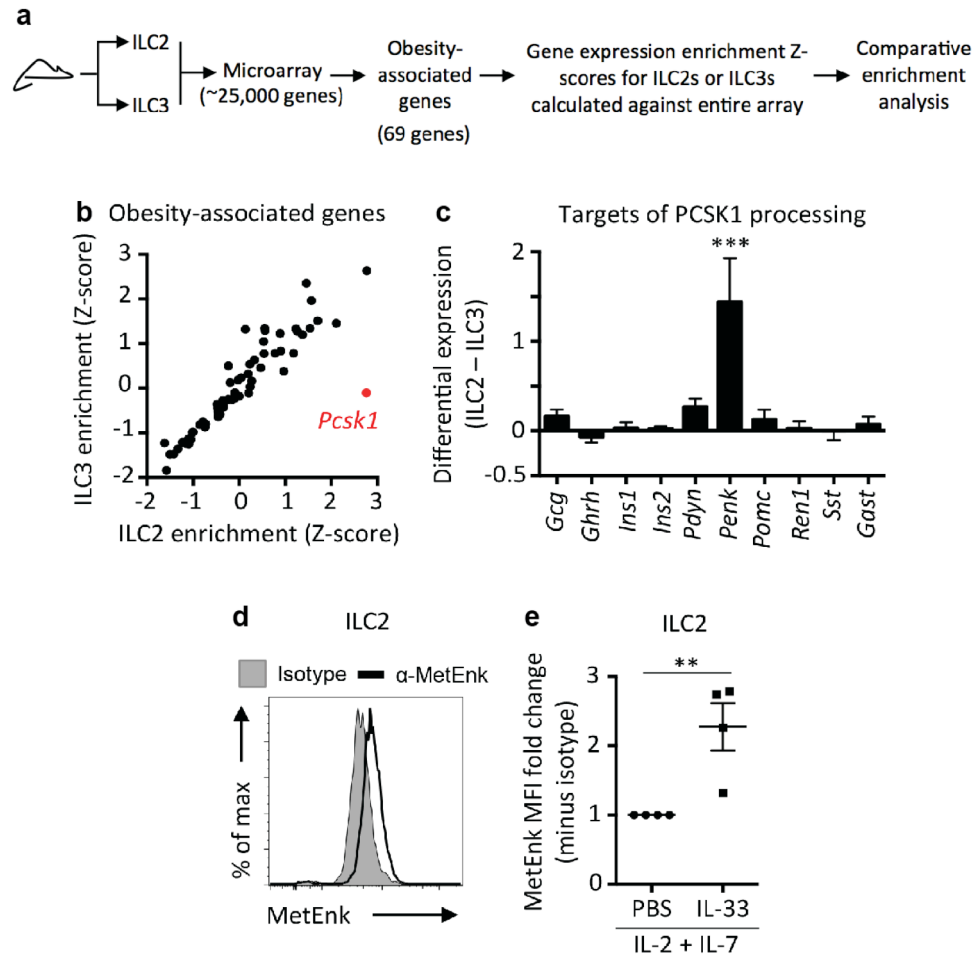 a
ILC2
ILC3
Microarray
(~25,000 genes)
Obesity-
associated
genes
(69 genes)
Gene expression enrichment Z-
scores for ILC2s or ILC3s
calculated against entire array
Comparative
enrichment
analysis
b Obesity-associated genes
ILC3 enrichment (Z-score)
3
2
1
0
-1
-2
Pcsk1
-2 -1 0 1 2 3
ILC2 enrichment (Z-score)
c Targets of PCSK1 processing
Differential expression
(ILC2 – ILC3)
***
2
1
0
-0.5
Gcg
Ghrh
Ins1
Ins2
Pdyn
Penk
Pomc
Ren1
Sst
Gast
d ILC2
Isotype α-MetEnk
% of max
MetEnk
e ILC2
MetEnk MFI fold change
(minus isotype)
**
3
2
1
0
PBS IL-33
IL-2 + IL-7